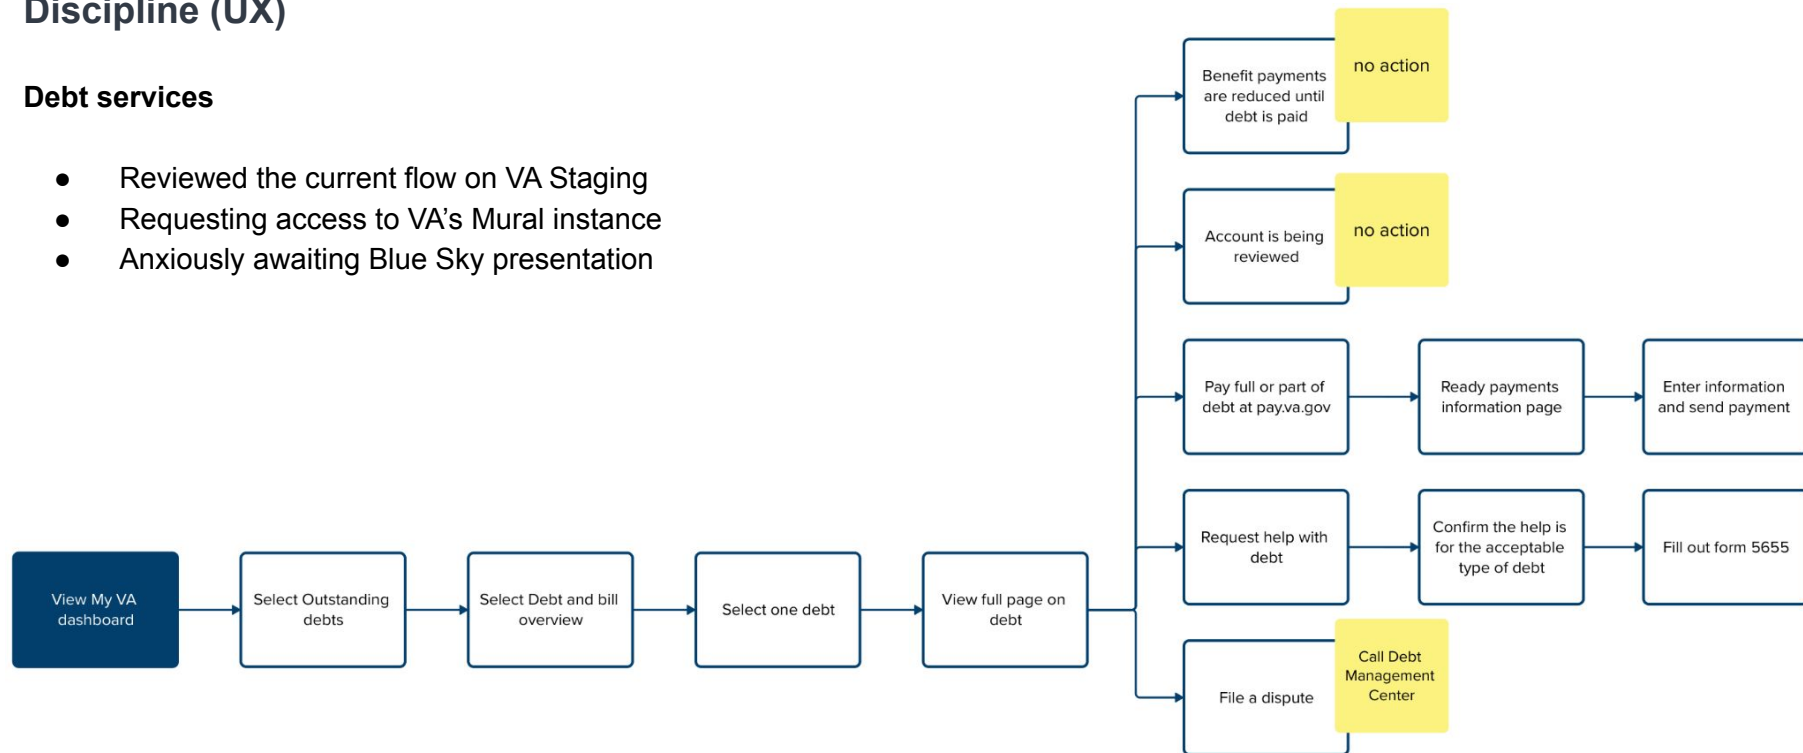 Discipline (UX)
Debt services
● Reviewed the current flow on VA Staging
● Requesting access to VA’s Mural instance
● Anxiously awaiting Blue Sky presentation
Benefit payments
are reduced until
debt is paid
no action
Account is being
reviewed
no action
Pay full or part of
debt at pay.va.gov
Ready payments
information page
Enter information
and send payment
Request help with
debt
Confirm the help is
for the acceptable
type of debt
Fill out form 5655
View My VA
dashboard
Select Outstanding
debts
Select Debt and bill
overview
Select one debt
View full page on
debt
File a dispute
Call Debt
Management
Center